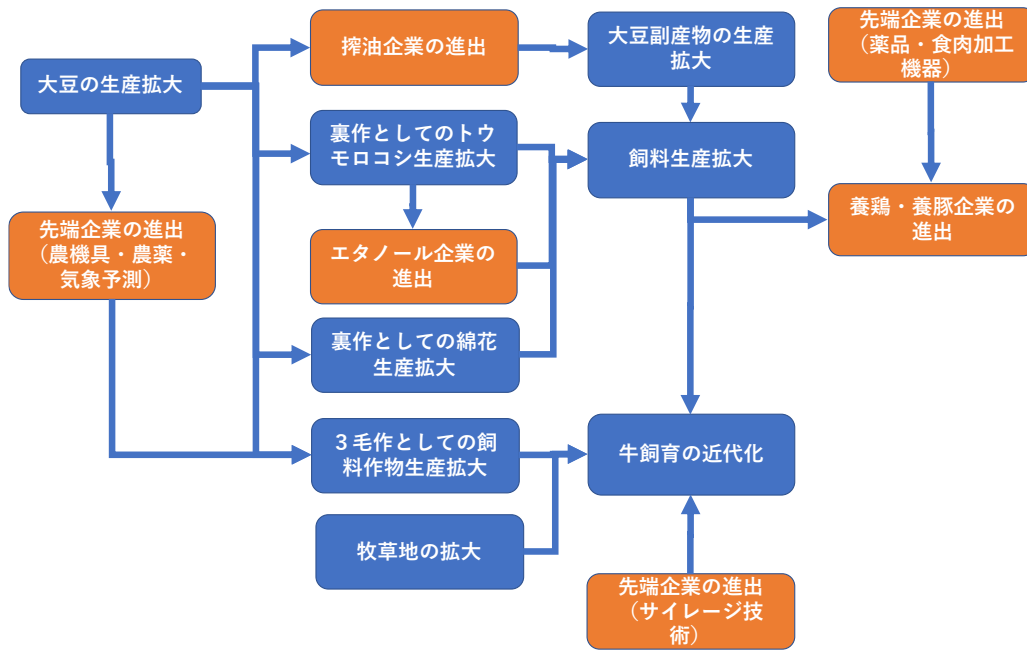 搾油企業の進出
大豆副産物の生産
拡大
先端企業の進出
（薬品・食肉加工
機器）
大豆の生産拡大
裏作としてのトウ
モロコシ生産拡大
飼料生産拡大
先端企業の進出
（農機具・農薬・
気象予測）
エタノール企業の
進出
養鶏・養豚企業の
進出
裏作としての綿花
生産拡大
３毛作としての飼
料作物生産拡大
牛飼育の近代化
牧草地の拡大
先端企業の進出
（サイレージ技
術）